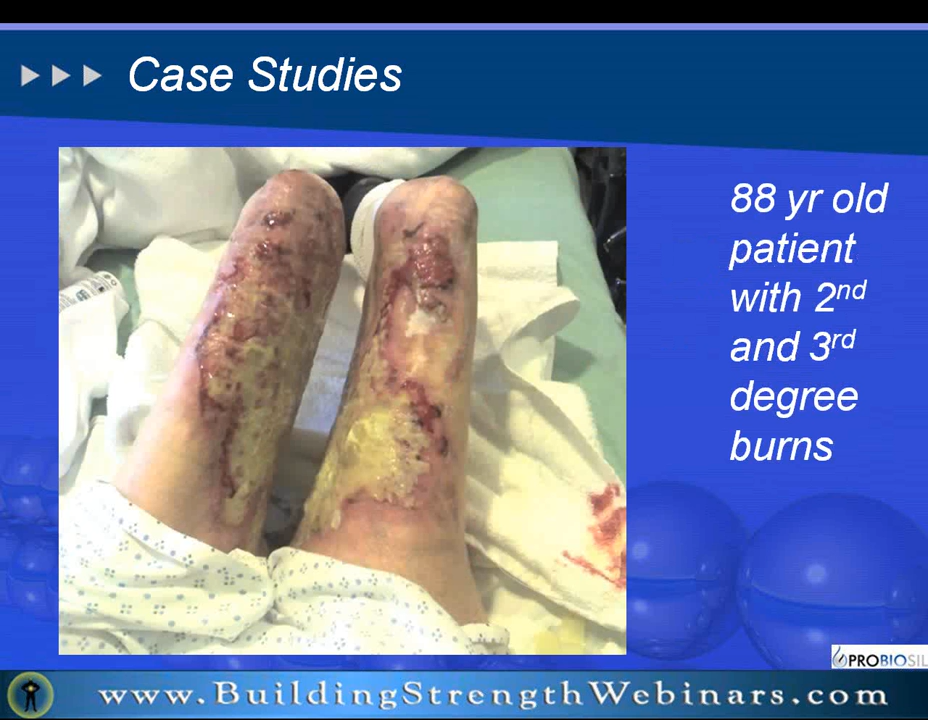 Case Studies
88 yr old
patient
with 2nd
and 3rd
degree
burns
PROBIOSIL
www.BuildingStrengthWebinars.com